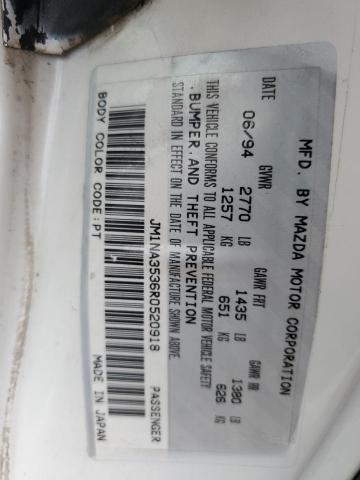 MFD. BY MAZDA MOTOR CORPORATION
DATE GVWR GAWR FRT GAWR RR
06/94 2770 LB 1435 LB 1380 LB
1257 KG 651 KG 626 KG
THIS VEHICLE CONFORMS TO ALL APPLICABLE FEDERAL MOTOR VEHICLE SAFETY
,BUMPER,AND THEFT PREVENTION
STANDARD IN EFFECT ON THE DATE OF MANUFACTURE SHOWN ABOVE.
JM1NA3536R0520918 PASSENGER
BODY COLOR CODE:PT MADE IN JAPAN